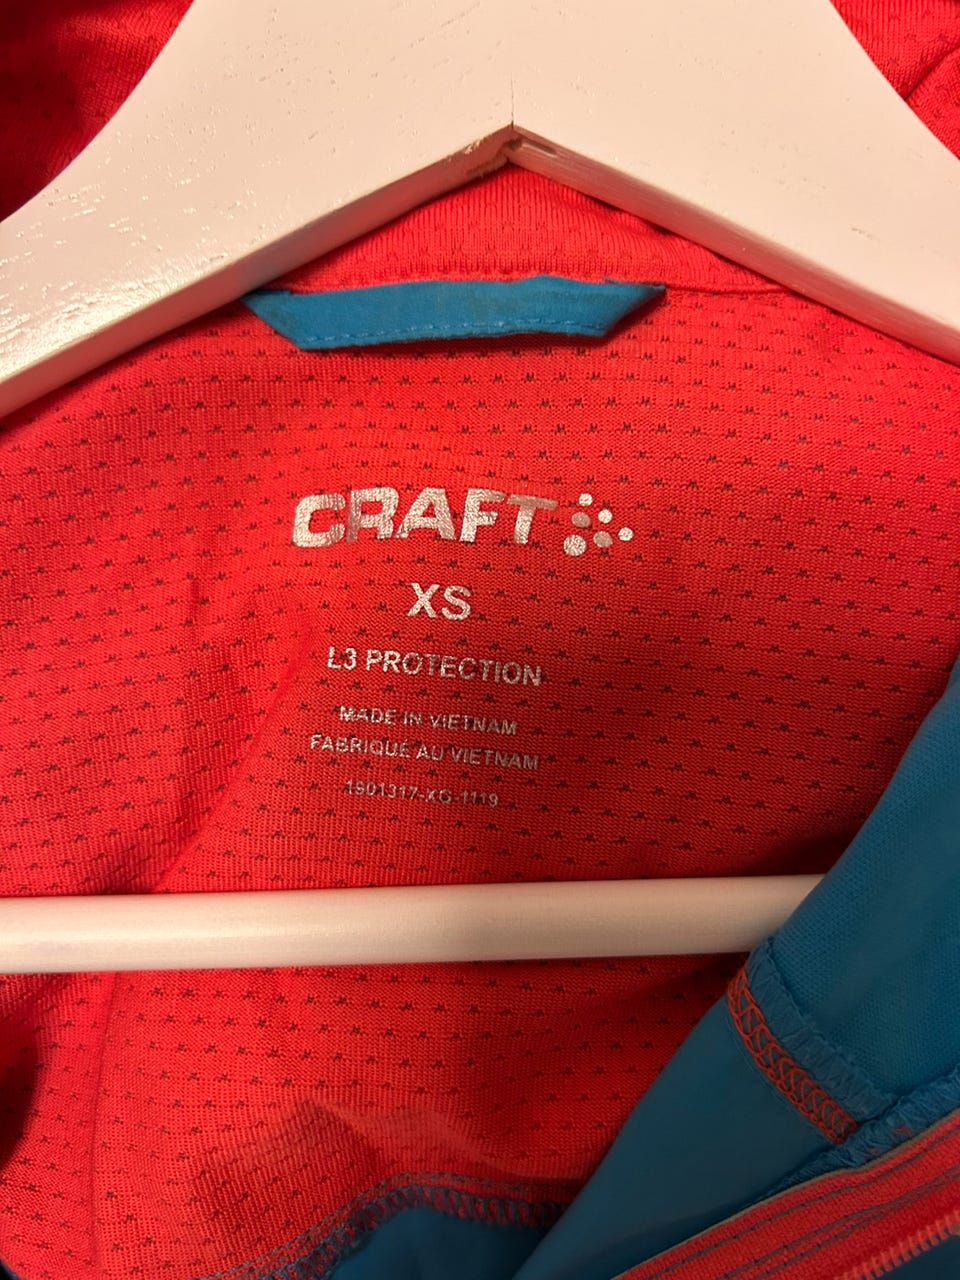 CRAFT
XS
L3 PROTECTION
MADE IN VIETNAM
FABRIQUE AU VIETNAM
1901317-XG-1119